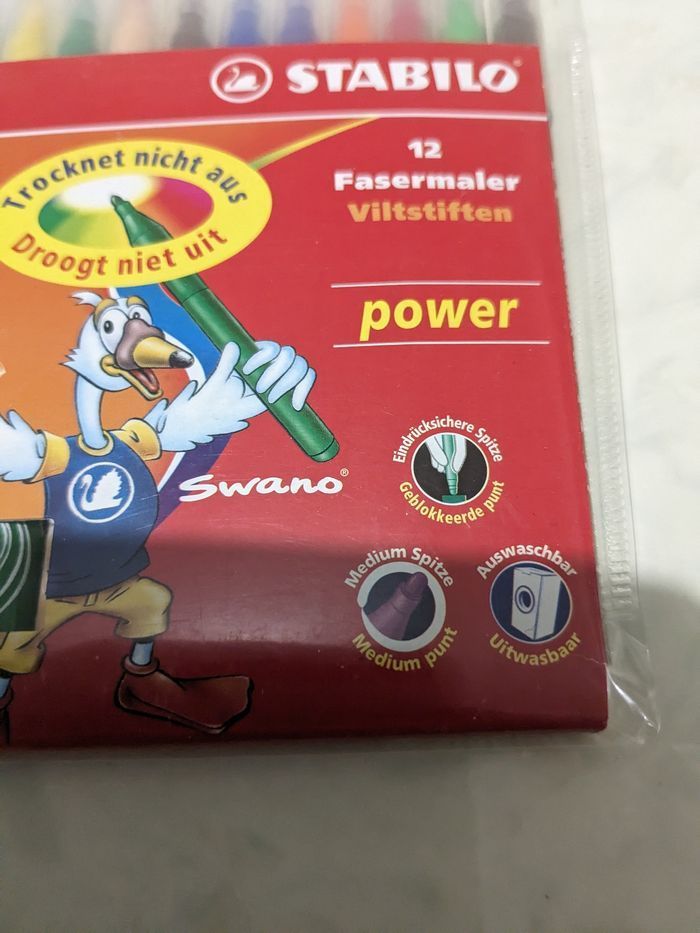 STABILO®
12
Fasermaler
Viltstiften
Trocknet nicht aus
Droogt niet uit
power
Swano®
Eindrücksichere Spitze
Geblokkeerde punt
Medium Spitze
Medium punt
Auswaschbar
Uitwasbaar